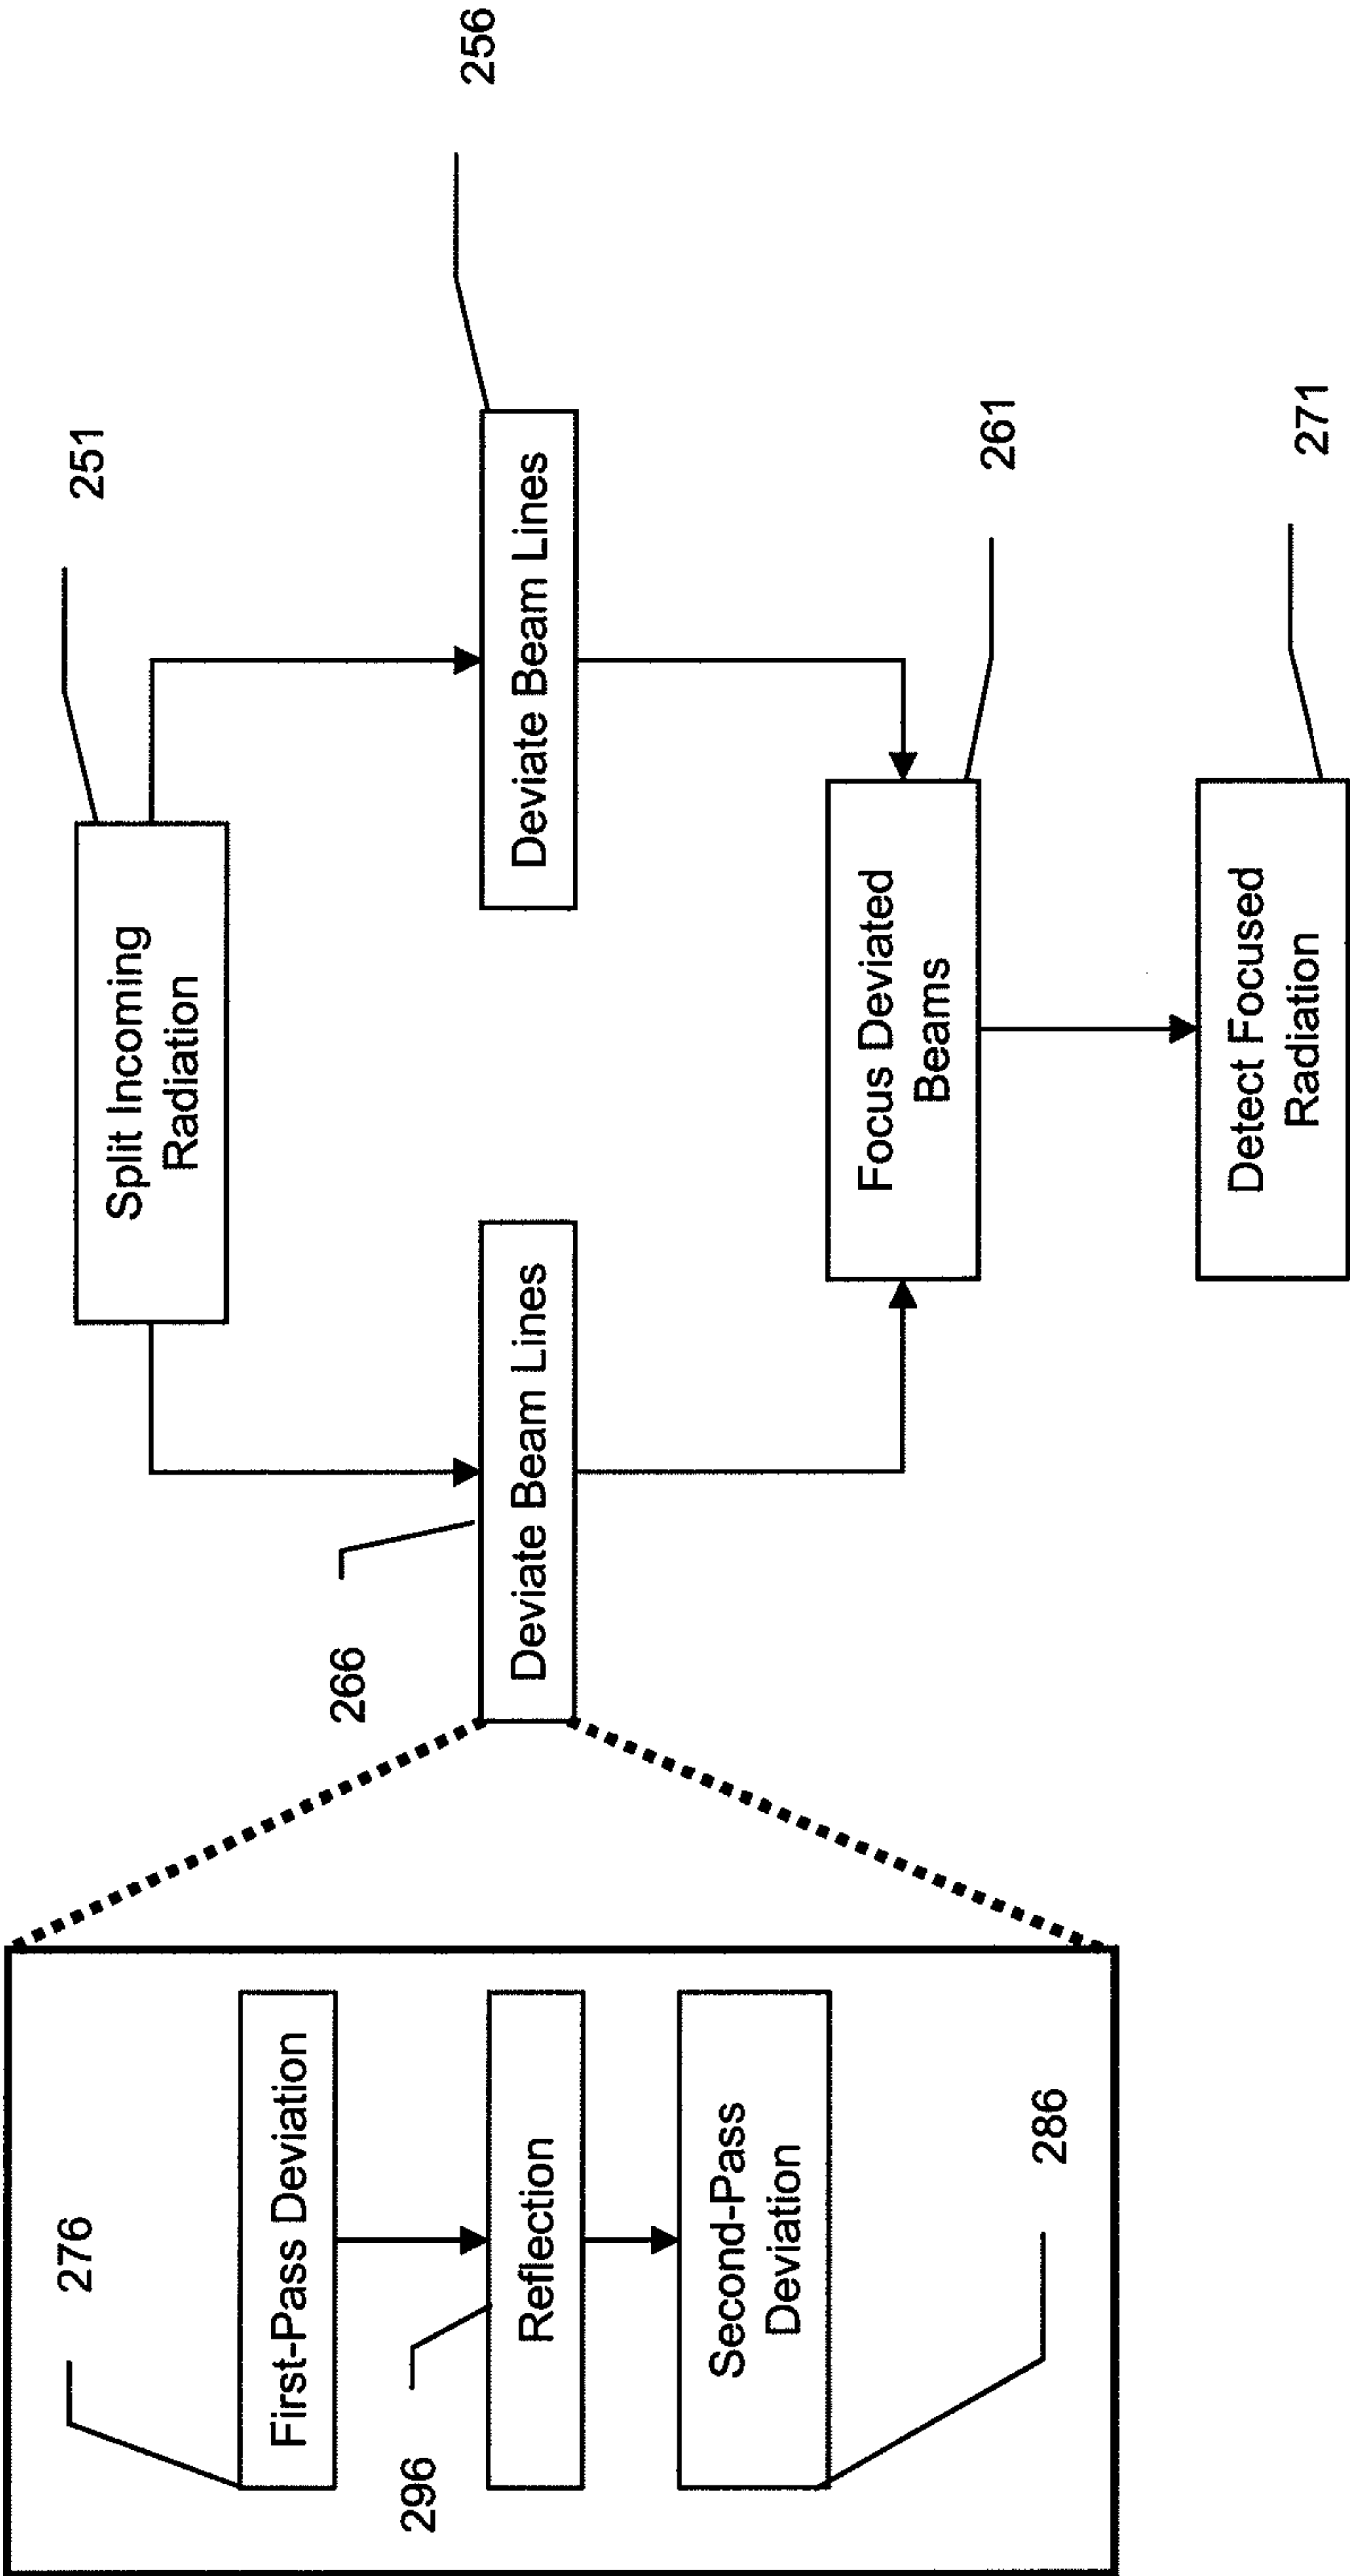 251
Split Incoming
Radiation
256
266
Deviate Beam Lines
Deviate Beam Lines
276
First-Pass Deviation
296
Reflection
Second-Pass
Deviation
286
Focus Deviated
Beams
261
Detect Focused
Radiation
271